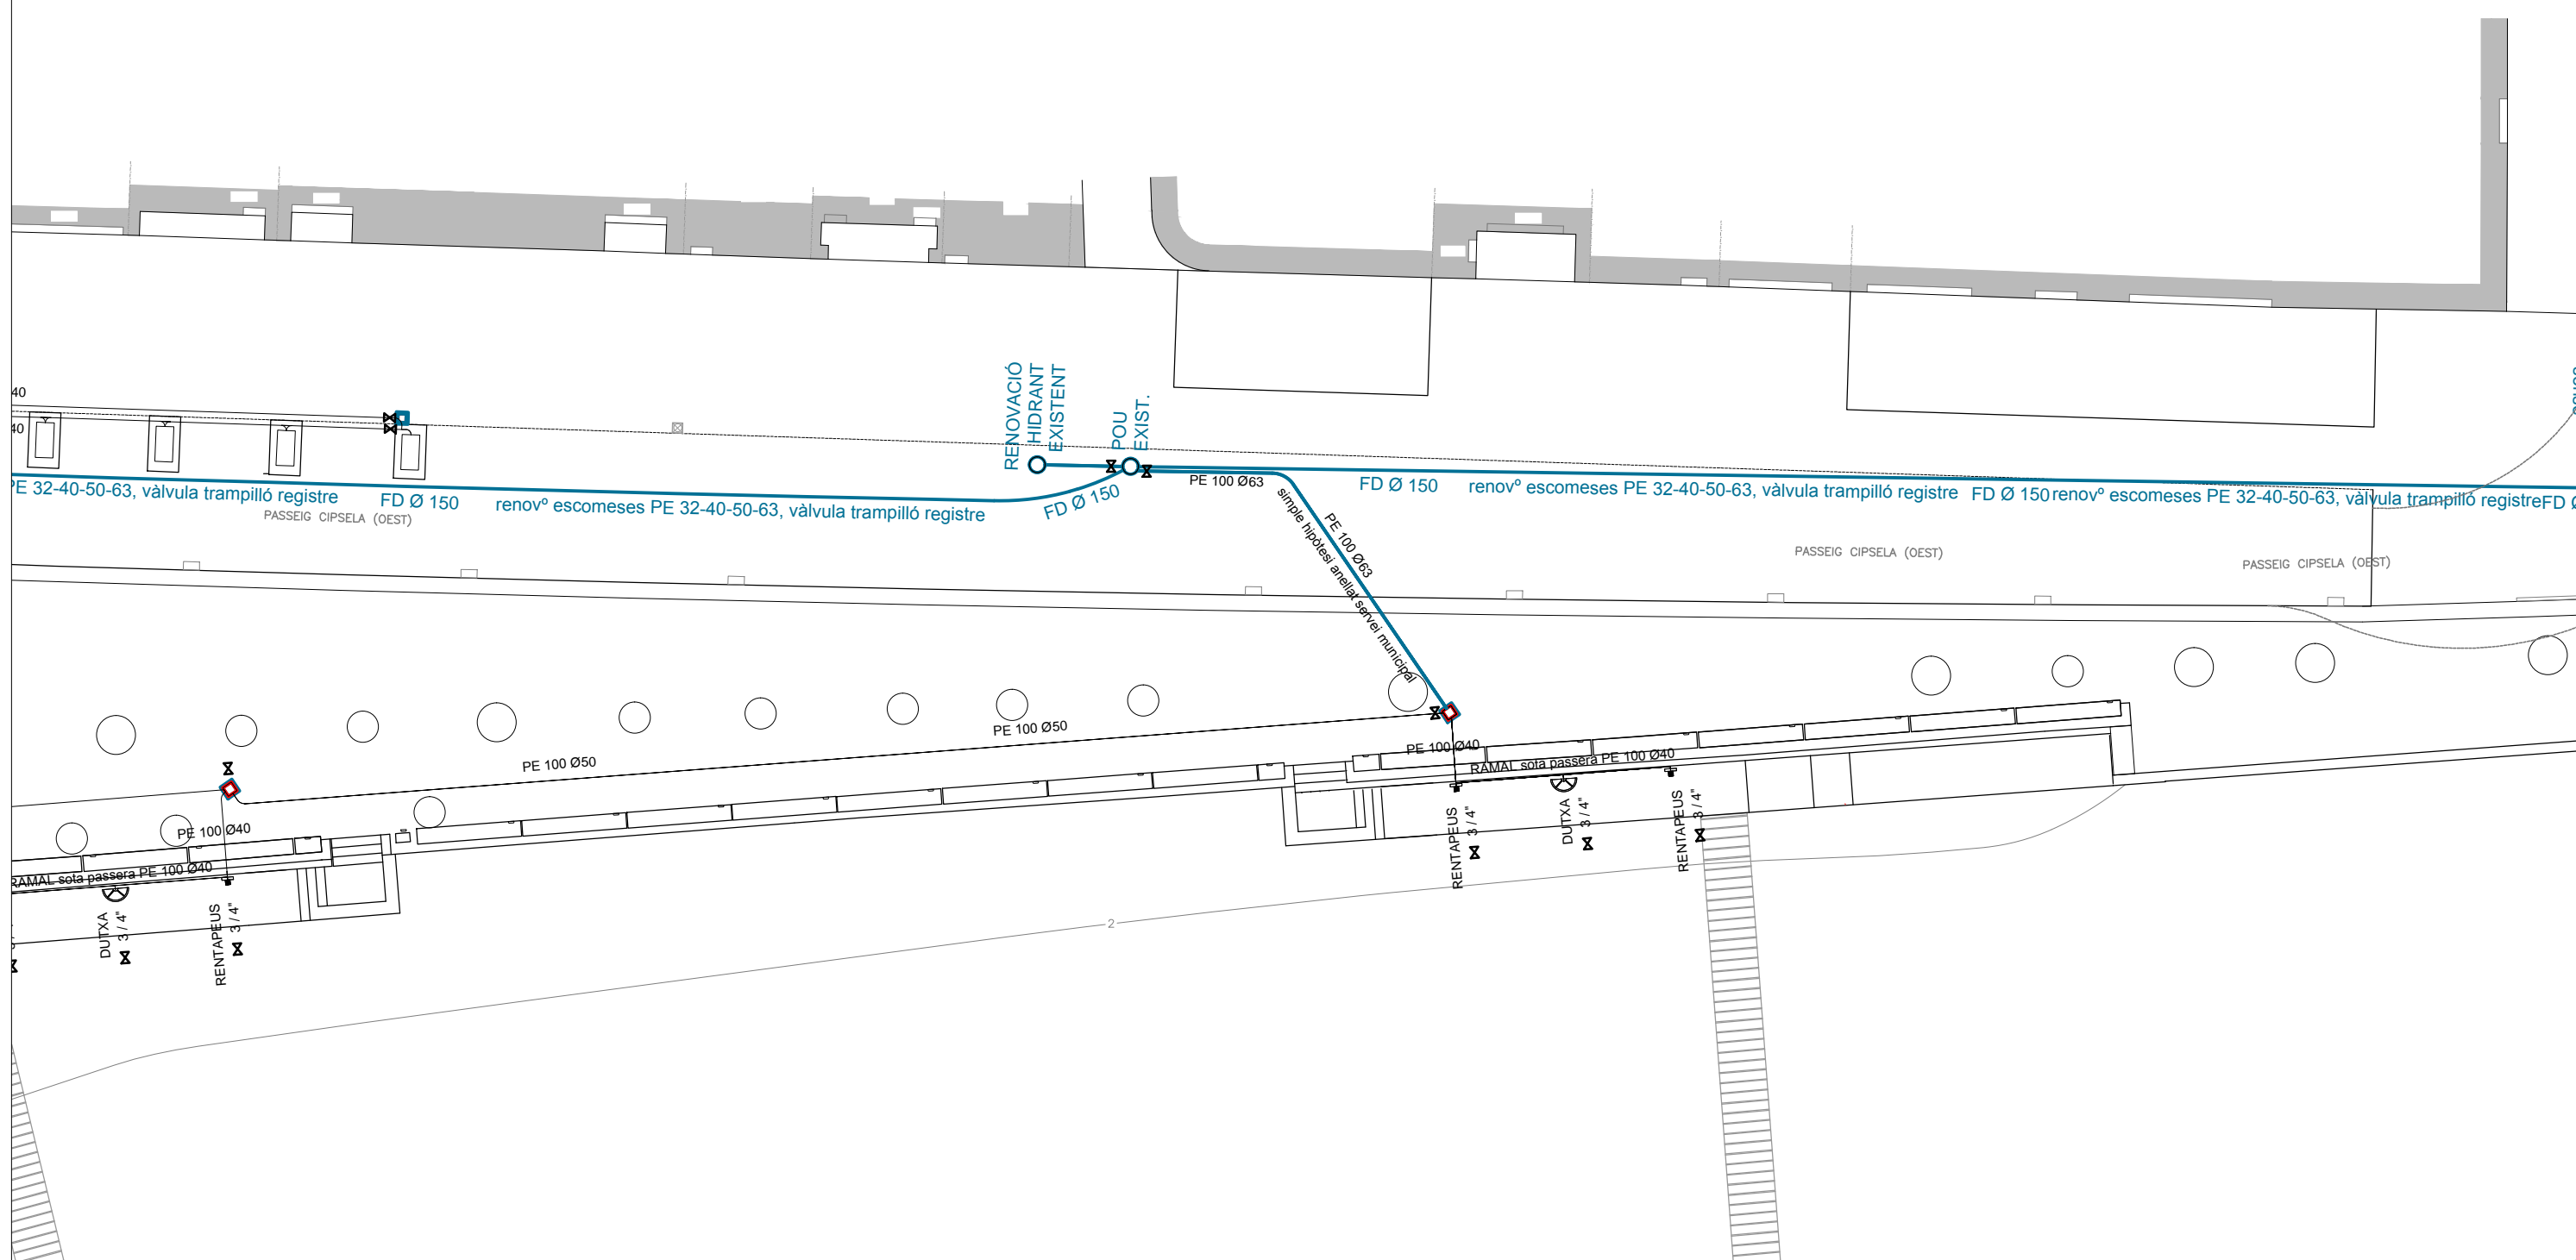 RENOVACIÓ
HIDRANT
EXISTENT
POU
EXIST.
40
40
PE 32-40-50-63, vàlvula trampilló registre
FD Ø 150
renovº escomeses PE 32-40-50-63, vàlvula trampilló registre
FD Ø 150
PE 100 Ø63
FD Ø 150
renovº escomeses PE 32-40-50-63, vàlvula trampilló registre
FD Ø 150
renovº escomeses PE 32-40-50-63, vàlvula trampilló registre
FD Ø
PASSEIG CIPSELA (OEST)
PE 100 Ø63
simple hipòtesi anellat servei municipal
PASSEIG CIPSELA (OEST)
PASSEIG CIPSELA (OEST)
PE 100 Ø50
PE 100 Ø50
PE 100 Ø40
RAMAL sota passera PE 100 Ø40
PE 100 Ø40
RAMAL sota passera PE 100 Ø40
DUTXA
3 / 4"
RENTAPEUS
3 / 4"
RENTAPEUS
3 / 4"
DUTXA
3 / 4"
RENTAPEUS
3 / 4"
2